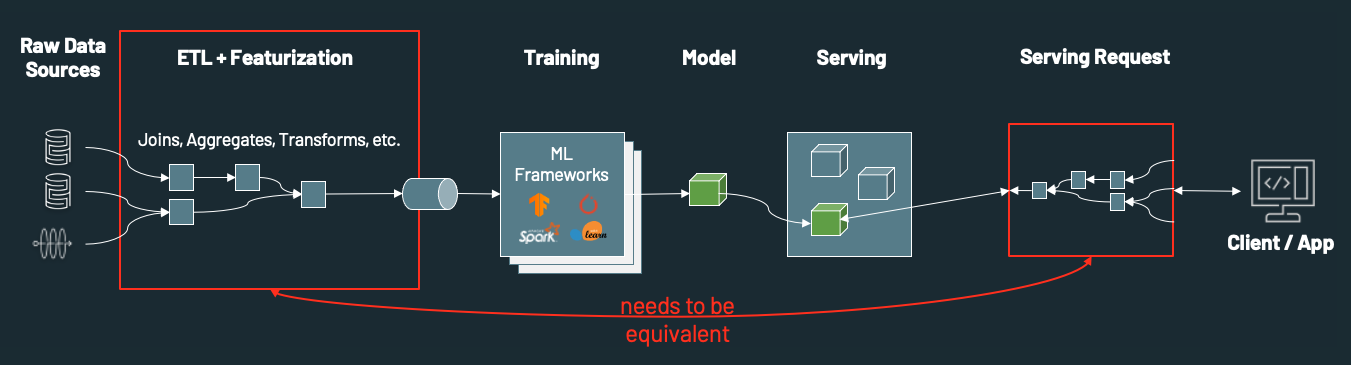 Raw Data
Sources
ETL + Featurization
Training
Model
Serving
Serving Request
Joins, Aggregates, Transforms, etc.
ML
Frameworks
APACHE
Spark
learn
</>
Client / App
needs to be
equivalent